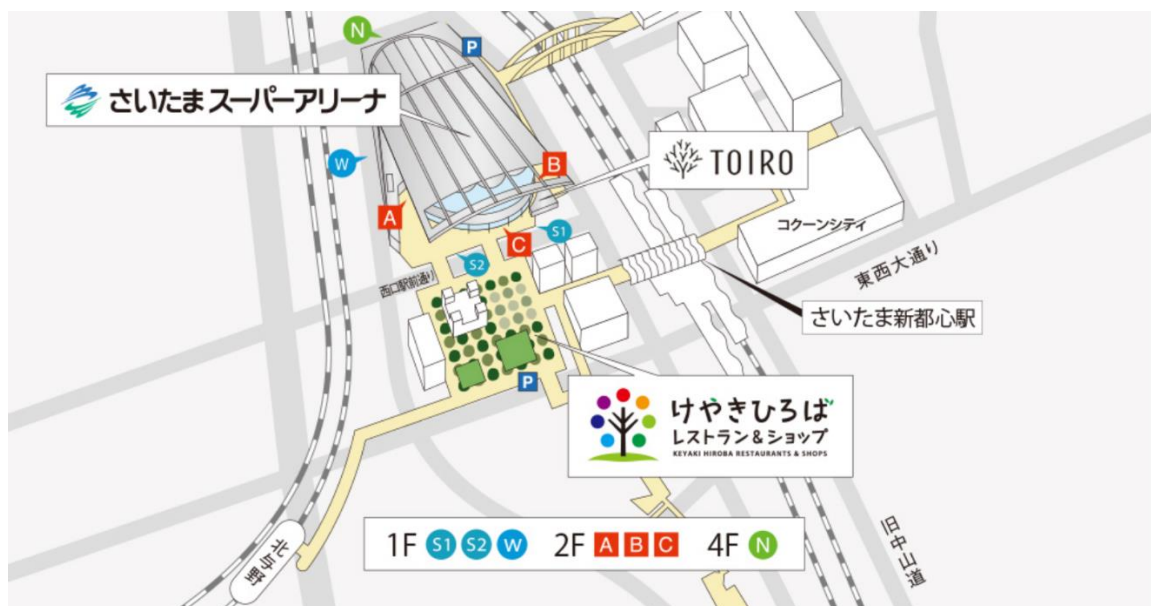 N
P
さいたまスーパーアリーナ
W
B
TOIRO
A
C
S1
コクーンシティ
S2
西口駅前通り
東西大通り
さいたま新都心駅
P
けやきひろば
レストラン&ショップ
KEYAKI HIROBA RESTAURANTS & SHOPS
1F S1 S2 W 2F A B C 4F N
北与野
旧中山道